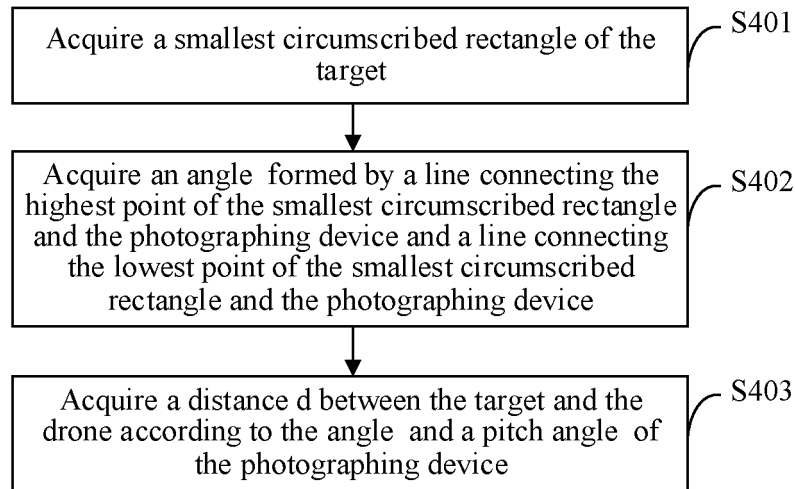 Acquire a smallest circumscribed rectangle of the
target
S401
Acquire an angle formed by a line connecting the
highest point of the smallest circumscribed rectangle
and the photographing device and a line connecting
the lowest point of the smallest circumscribed
rectangle and the photographing device
S402
Acquire a distance d between the target and the
drone according to the angle and a pitch angle of
the photographing device
S403